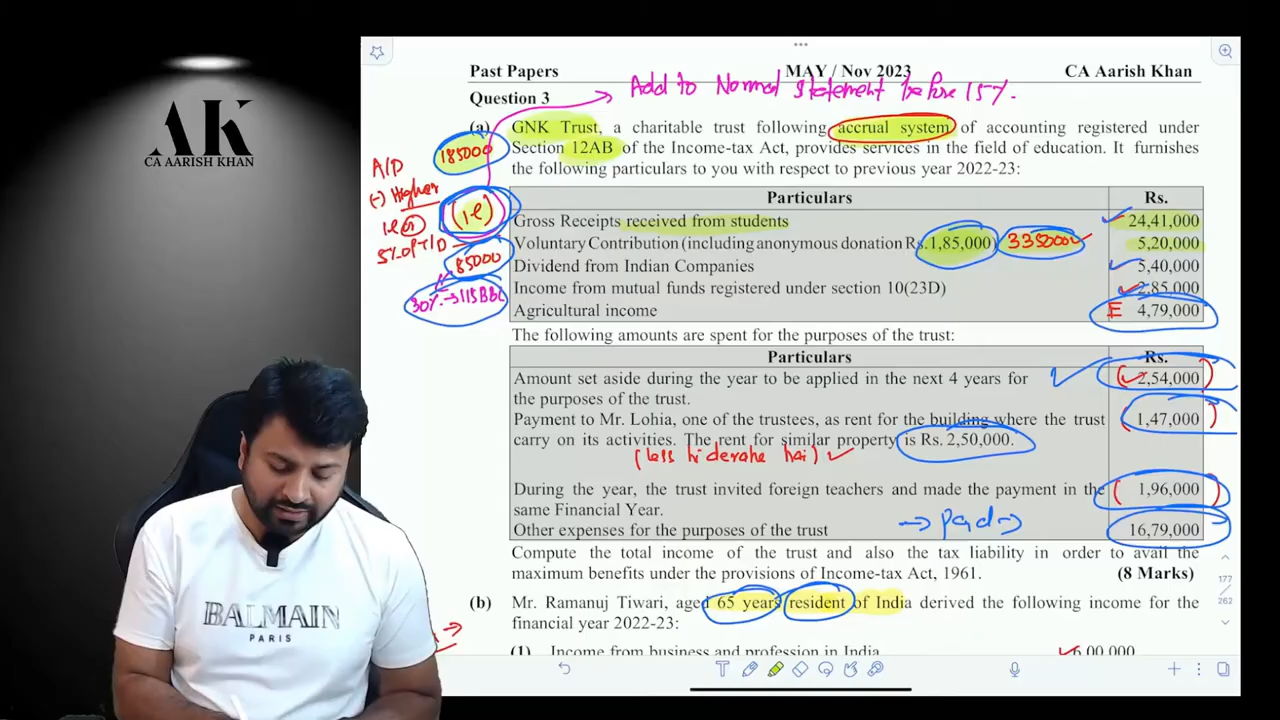 Past Papers MAY / Nov 2023 CA Aarish Khan
Add to Normal Statement before 15%.
Question 3
(a) GNK Trust, a charitable trust following accrual system of accounting registered under
Section 12AB of the Income-tax Act, provides services in the field of education. It furnishes
the following particulars to you with respect to previous year 2022-23:
AK
CA AARISH KHAN
185000
A/D
(-) Higher
1L or
5% of T/D
(1L)
85000
30% → 115BBC
Particulars Rs.
Gross Receipts received from students 24,41,000
Voluntary Contribution (including anonymous donation Rs.1,85,000) 3350000 5,20,000
Dividend from Indian Companies 5,40,000
Income from mutual funds registered under section 10(23D) 2,85,000
Agricultural income E 4,79,000
The following amounts are spent for the purposes of the trust:
Particulars Rs.
Amount set aside during the year to be applied in the next 4 years for 2,54,000
the purposes of the trust.
Payment to Mr. Lohia, one of the trustees, as rent for the building where the trust 1,47,000
carry on its activities. The rent for similar property is Rs. 2,50,000.
(less hi de raha hai)
During the year, the trust invited foreign teachers and made the payment in the 1,96,000
same Financial Year.
Other expenses for the purposes of the trust → paid → 16,79,000
Compute the total income of the trust and also the tax liability in order to avail the
maximum benefits under the provisions of Income-tax Act, 1961. (8 Marks)
(b) Mr. Ramanuj Tiwari, aged 65 years resident of India derived the following income for the
financial year 2022-23:
(1) Income from business and profession in India 6,00,000
177
262
BALMAIN
PARIS